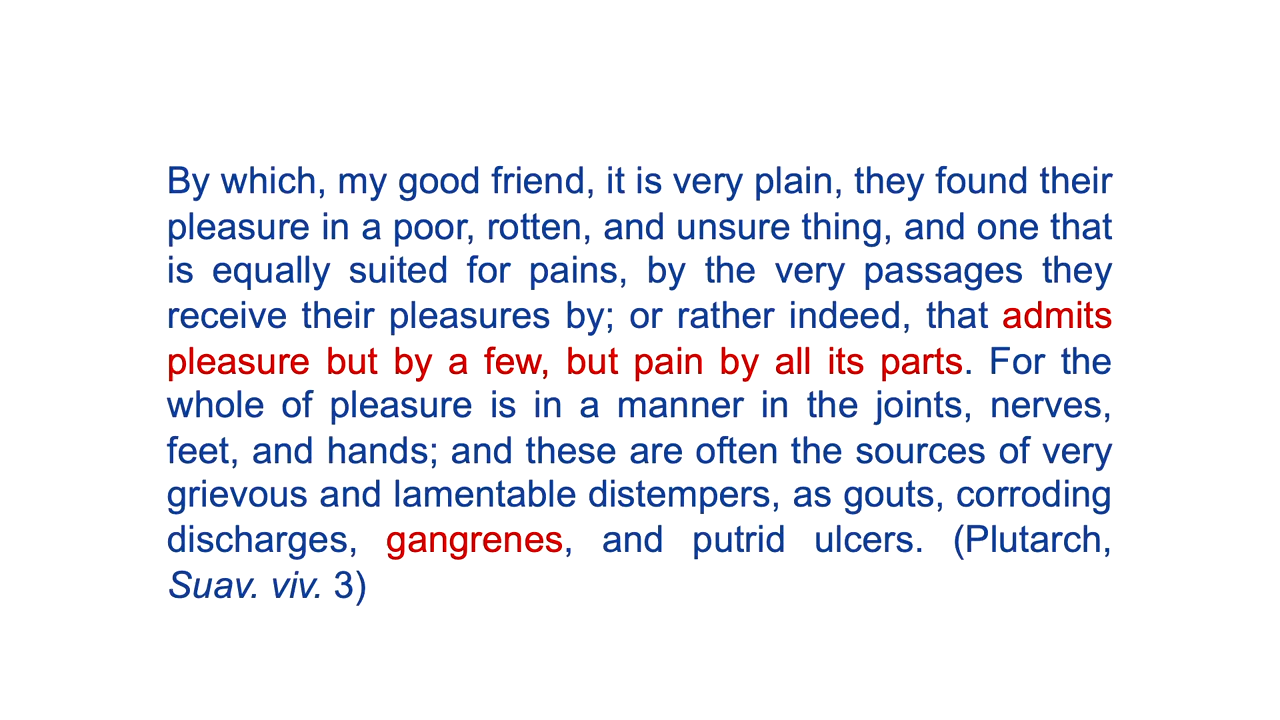 By which, my good friend, it is very plain, they found their
pleasure in a poor, rotten, and unsure thing, and one that
is equally suited for pains, by the very passages they
receive their pleasures by; or rather indeed, that admits
pleasure but by a few, but pain by all its parts. For the
whole of pleasure is in a manner in the joints, nerves,
feet, and hands; and these are often the sources of very
grievous and lamentable distempers, as gouts, corroding
discharges, gangrenes, and putrid ulcers. (Plutarch,
Suav. viv. 3)